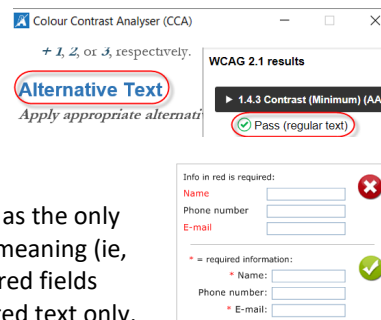 Colour Contrast Analyser (CCA)
+ 1, 2, or 3, respectively.
WCAG 2.1 results
Alternative Text
1.4.3 Contrast (Minimum) (AA
Apply appropriate alternati
Pass (regular text)
Info in red is required:
Name
Phone number
E-mail
as the only
meaning (ie,
red fields
red text only.
* = required information:
* Name:
Phone number:
* E-mail: